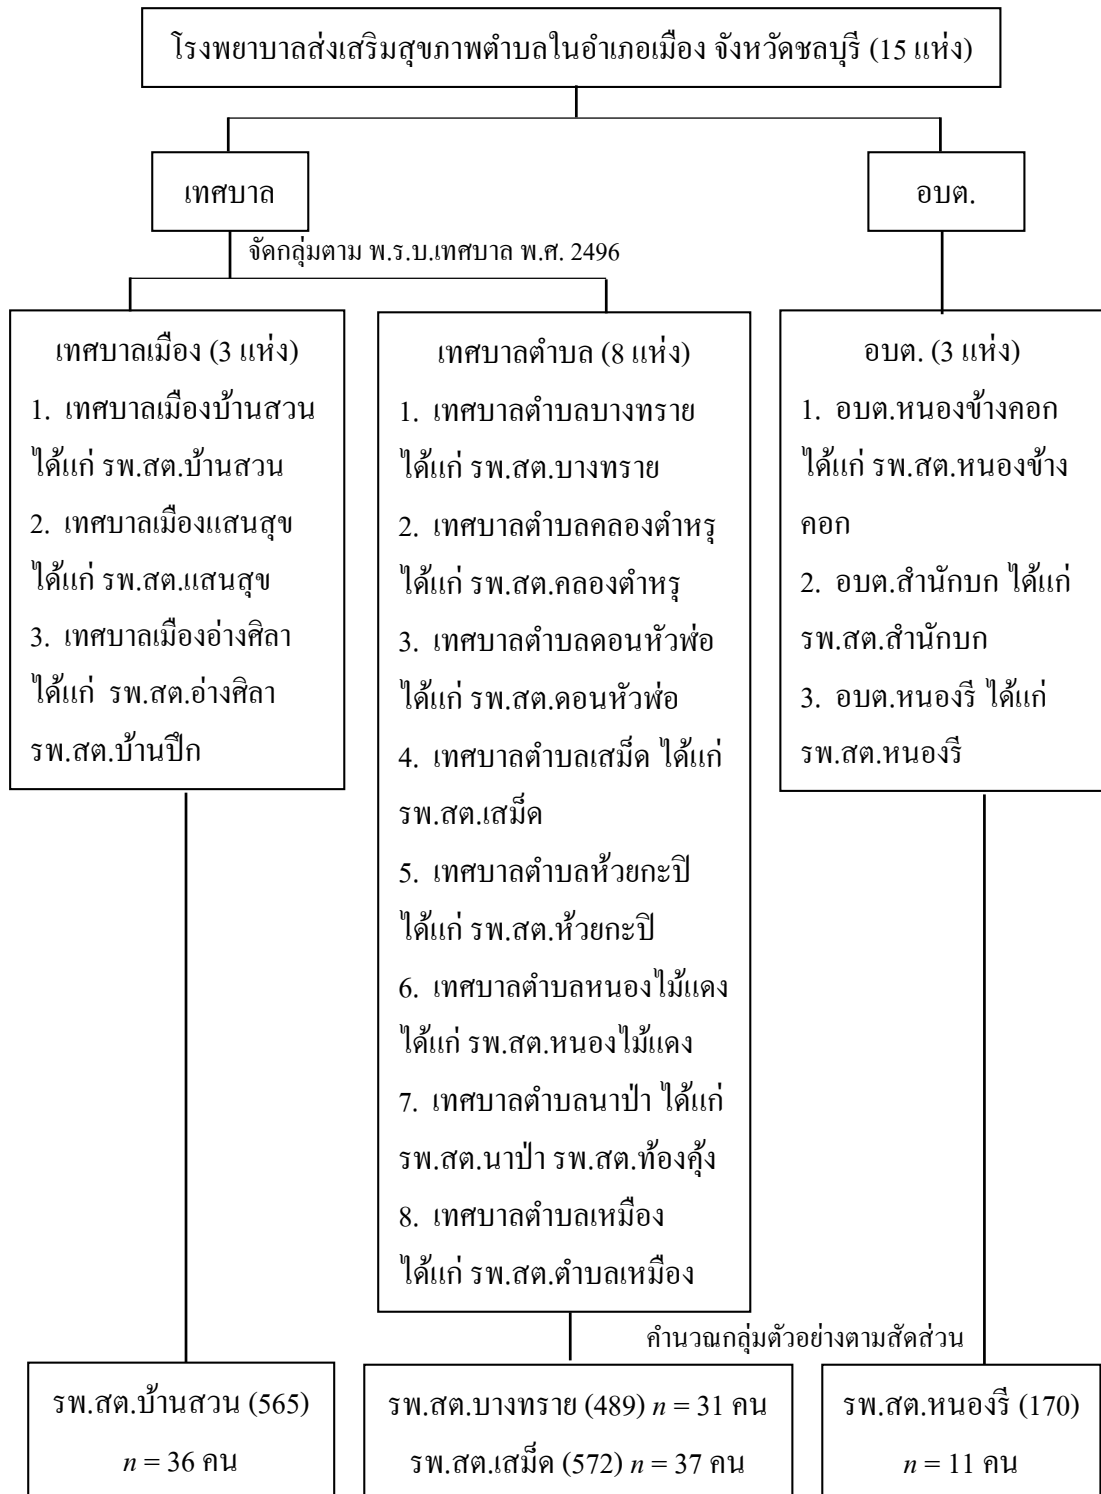 โรงพยาบาลส่งเสริมสุขภาพตำบลในอำเภอเมือง จังหวัดชลบุรี (15 แห่ง)
เทศบาล
อบต.
จัดกลุ่มตาม พ.ร.บ.เทศบาล พ.ศ. 2496
เทศบาลเมือง (3 แห่ง)
1. เทศบาลเมืองบ้านสวน
ได้แก่ รพ.สต.บ้านสวน
2. เทศบาลเมืองแสนสุข
ได้แก่ รพ.สต.แสนสุข
3. เทศบาลเมืองอ่างศิลา
ได้แก่ รพ.สต.อ่างศิลา
รพ.สต.บ้านปึก
เทศบาลตำบล (8 แห่ง)
1. เทศบาลตำบลบางทราย
ได้แก่ รพ.สต.บางทราย
2. เทศบาลตำบลคลองตำหรุ
ได้แก่ รพ.สต.คลองตำหรุ
3. เทศบาลตำบลดอนหัวฬ่อ
ได้แก่ รพ.สต.ดอนหัวฬ่อ
4. เทศบาลตำบลเสม็ด ได้แก่
รพ.สต.เสม็ด
5. เทศบาลตำบลห้วยกะปิ
ได้แก่ รพ.สต.ห้วยกะปิ
6. เทศบาลตำบลหนองไม้แดง
ได้แก่ รพ.สต.หนองไม้แดง
7. เทศบาลตำบลนาป่า ได้แก่
รพ.สต.นาป่า รพ.สต.ท้องคุ้ง
8. เทศบาลตำบลเหมือง
ได้แก่ รพ.สต.ตำบลเหมือง
อบต. (3 แห่ง)
1. อบต.หนองข้างคอก
ได้แก่ รพ.สต.หนองข้าง
คอก
2. อบต.สำนักบก ได้แก่
รพ.สต.สำนักบก
3. อบต.หนองรี ได้แก่
รพ.สต.หนองรี
คำนวณกลุ่มตัวอย่างตามสัดส่วน
รพ.สต.บ้านสวน (565)
n = 36 คน
รพ.สต.บางทราย (489) n = 31 คน
รพ.สต.เสม็ด (572) n = 37 คน
รพ.สต.หนองรี (170)
n = 11 คน